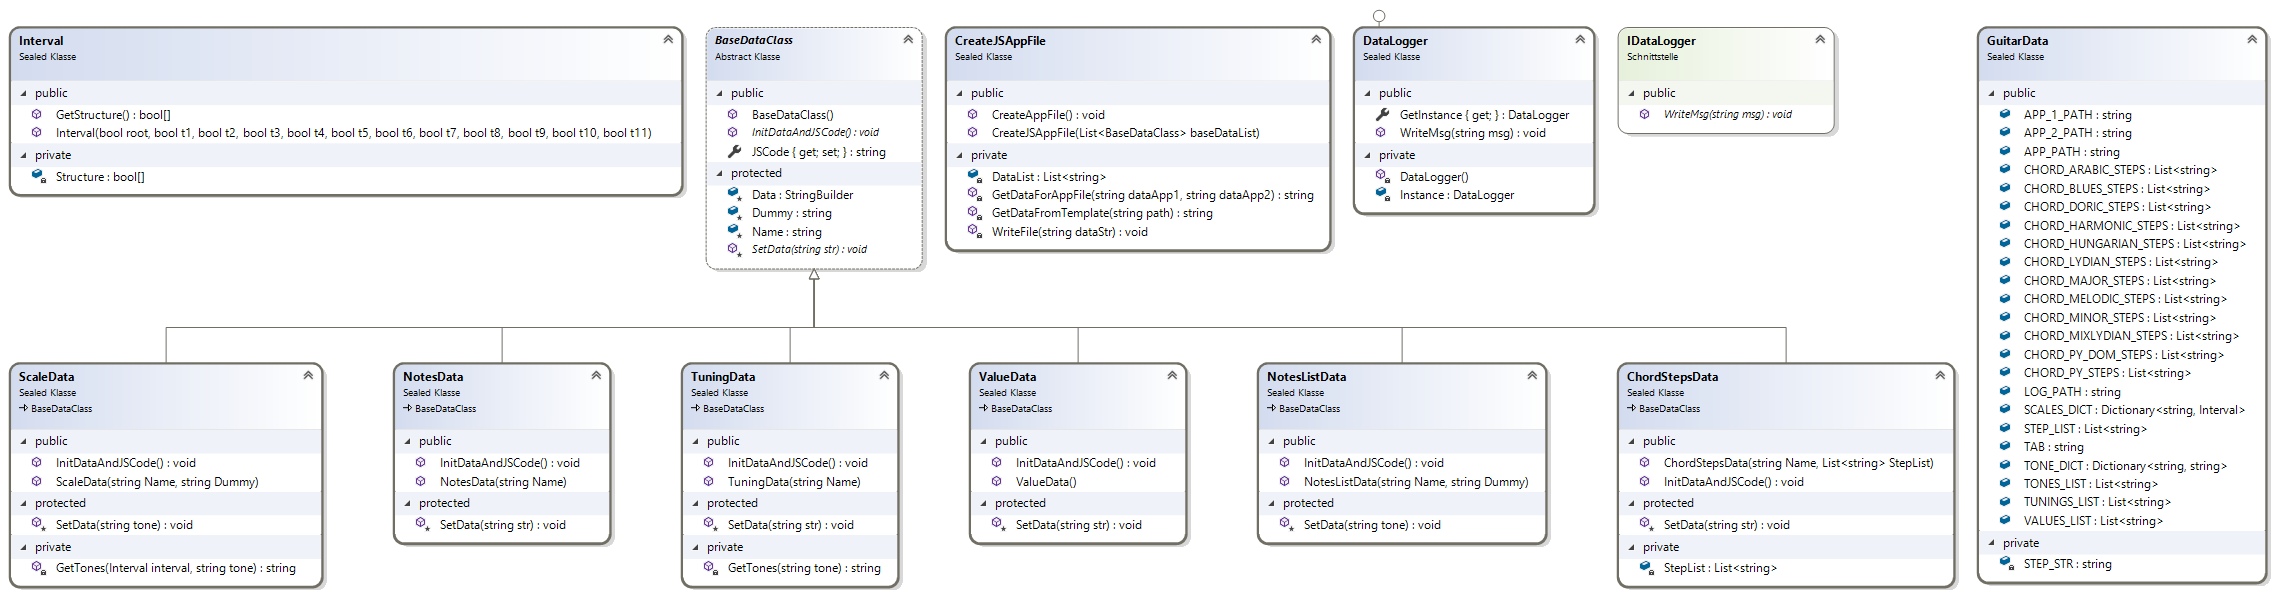 Interval
Sealed Klasse
public
GetStructure() : bool[]
Interval(bool root, bool t1, bool t2, bool t3, bool t4, bool t5, bool t6, bool t7, bool t8, bool t9, bool t10, bool t11)
private
Structure : bool[]
BaseDataClass
Abstract Klasse
public
BaseDataClass()
InitDataAndJSCode() : void
JSCode { get; set; } : string
protected
Data : StringBuilder
Dummy : string
Name : string
SetData(string str) : void
CreateJSAppFile
Sealed Klasse
public
CreateAppFile() : void
CreateJSAppFile(List<BaseDataClass> baseDataList)
private
DataList : List<string>
GetDataForAppFile(string dataApp1, string dataApp2) : string
GetDataFromTemplate(string path) : string
WriteFile(string dataStr) : void
DataLogger
Sealed Klasse
public
GetInstance { get; } : DataLogger
WriteMsg(string msg) : void
private
DataLogger()
Instance : DataLogger
IDataLogger
Schnittstelle
public
WriteMsg(string msg) : void
GuitarData
Sealed Klasse
public
APP_1_PATH : string
APP_2_PATH : string
APP_PATH : string
CHORD_ARABIC_STEPS : List<string>
CHORD_BLUES_STEPS : List<string>
CHORD_DORIC_STEPS : List<string>
CHORD_HARMONIC_STEPS : List<string>
CHORD_HUNGARIAN_STEPS : List<string>
CHORD_LYDIAN_STEPS : List<string>
CHORD_MAJOR_STEPS : List<string>
CHORD_MELODIC_STEPS : List<string>
CHORD_MINOR_STEPS : List<string>
CHORD_MIXLYDIAN_STEPS : List<string>
CHORD_PY_DOM_STEPS : List<string>
CHORD_PY_STEPS : List<string>
LOG_PATH : string
SCALES_DICT : Dictionary<string, Interval>
STEP_LIST : List<string>
TAB : string
TONE_DICT : Dictionary<string, string>
TONES_LIST : List<string>
TUNINGS_LIST : List<string>
VALUES_LIST : List<string>
private
STEP_STR : string
ScaleData
Sealed Klasse
BaseDataClass
public
InitDataAndJSCode() : void
ScaleData(string Name, string Dummy)
protected
SetData(string tone) : void
private
GetTones(Interval interval, string tone) : string
NotesData
Sealed Klasse
BaseDataClass
public
InitDataAndJSCode() : void
NotesData(string Name)
protected
SetData(string str) : void
TuningData
Sealed Klasse
BaseDataClass
public
InitDataAndJSCode() : void
TuningData(string Name)
protected
SetData(string str) : void
private
GetTones(string tone) : string
ValueData
Sealed Klasse
BaseDataClass
public
InitDataAndJSCode() : void
ValueData()
protected
SetData(string str) : void
NotesListData
Sealed Klasse
BaseDataClass
public
InitDataAndJSCode() : void
NotesListData(string Name, string Dummy)
protected
SetData(string tone) : void
ChordStepsData
Sealed Klasse
BaseDataClass
public
ChordStepsData(string Name, List<string> StepList)
InitDataAndJSCode() : void
protected
SetData(string str) : void
private
StepList : List<string>